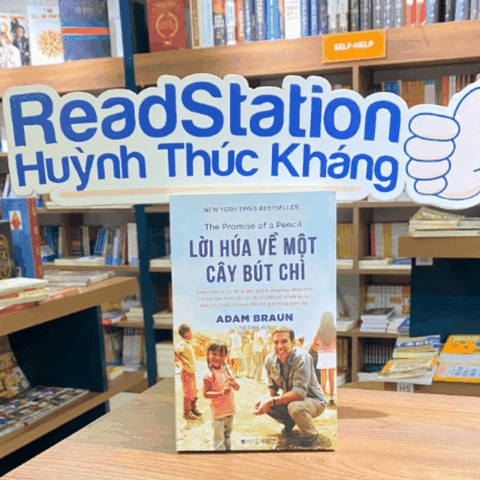 SELF-HELP
ReadStation
Huỳnh Thúc Kháng
NEW YORK TIMES BESTSELLER
The Promise of a Pencil
LỜI HỨA VỀ MỘT
CÂY BÚT CHÌ
ADAM BRAUN